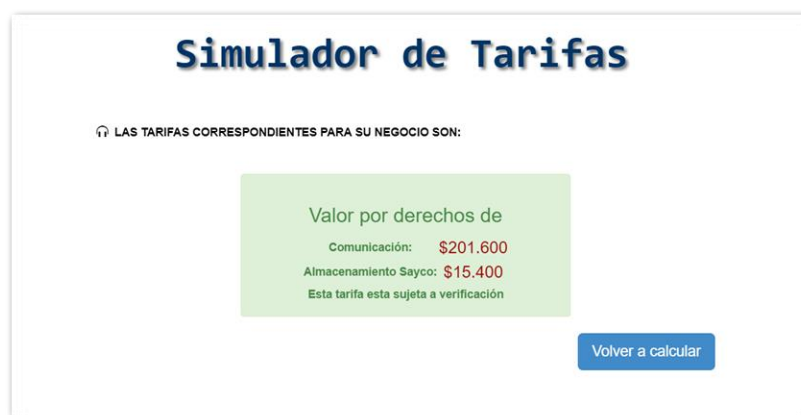 Simulador de Tarifas
LAS TARIFAS CORRESPONDIENTES PARA SU NEGOCIO SON:
Valor por derechos de
Comunicación: $201.600
Almacenamiento Sayco: $15.400
Esta tarifa esta sujeta a verificación
Volver a calcular